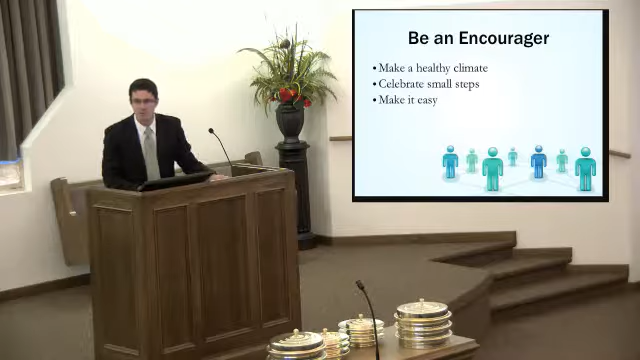 Be an Encourager
• Make a healthy climate
• Celebrate small steps
• Make it easy